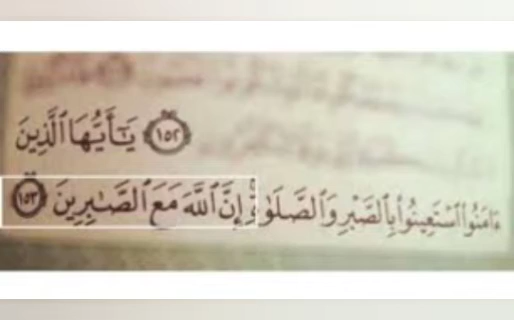 ١٥٢ يَٰٓأَيُّهَا ٱلَّذِينَ
ءَامَنُوا۟ ٱسْتَعِينُوا۟ بِٱلصَّبْرِ وَٱلصَّلَوٰةِ إِنَّ ٱللَّهَ مَعَ ٱلصَّٰبِرِينَ ١٥٣